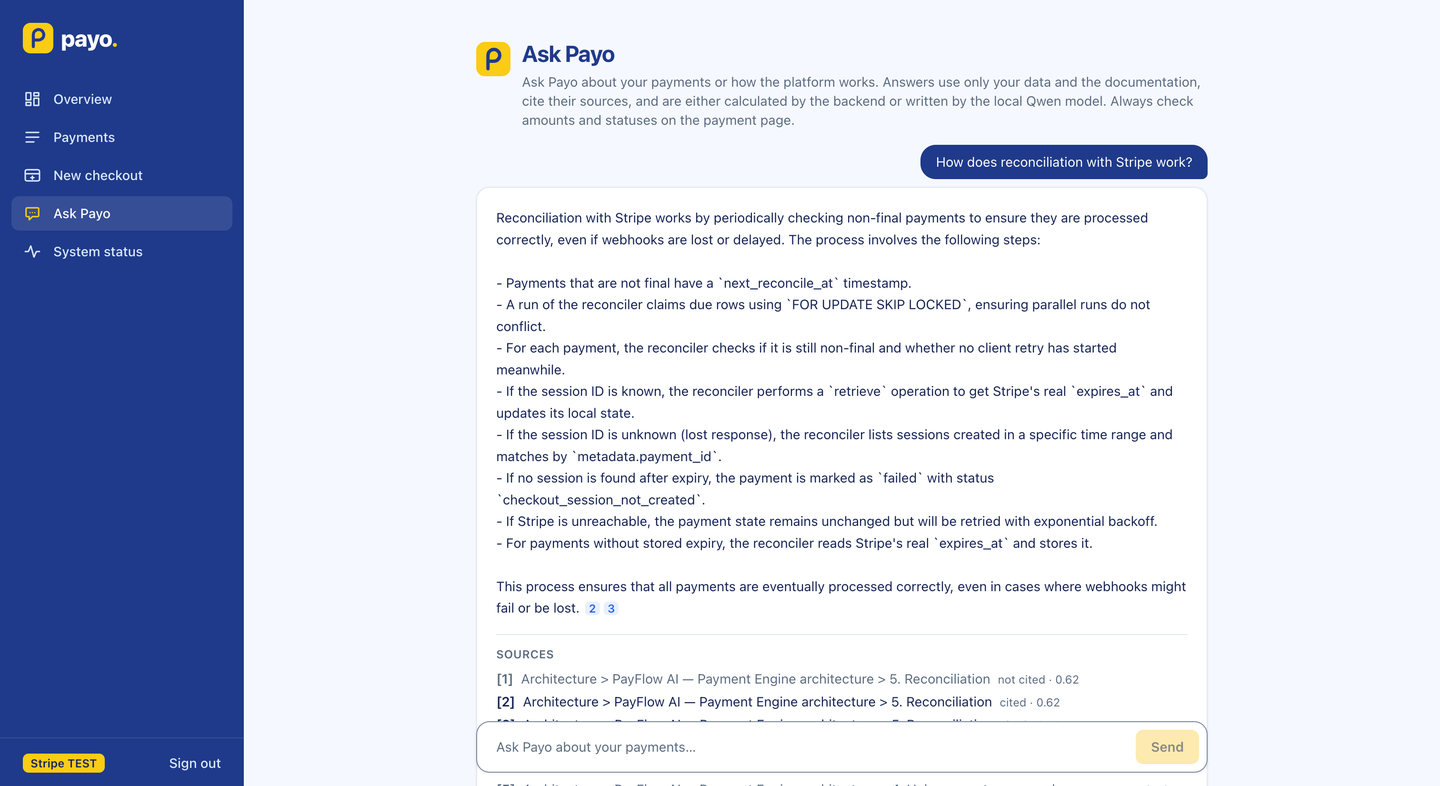 payo.
Overview
Payments
New checkout
Ask Payo
System status
Stripe TEST
Sign out
Ask Payo
Ask Payo about your payments or how the platform works. Answers use only your data and the documentation,
cite their sources, and are either calculated by the backend or written by the local Qwen model. Always check
amounts and statuses on the payment page.
How does reconciliation with Stripe work?
Reconciliation with Stripe works by periodically checking non-final payments to ensure they are processed
correctly, even if webhooks are lost or delayed. The process involves the following steps:
- Payments that are not final have a `next_reconcile_at` timestamp.
- A run of the reconciler claims due rows using `FOR UPDATE SKIP LOCKED`, ensuring parallel runs do not
conflict.
- For each payment, the reconciler checks if it is still non-final and whether no client retry has started
meanwhile.
- If the session ID is known, the reconciler performs a `retrieve` operation to get Stripe's real `expires_at` and
updates its local state.
- If the session ID is unknown (lost response), the reconciler lists sessions created in a specific time range and
matches by `metadata.payment_id`.
- If no session is found after expiry, the payment is marked as `failed` with status
`checkout_session_not_created`.
- If Stripe is unreachable, the payment state remains unchanged but will be retried with exponential backoff.
- For payments without stored expiry, the reconciler reads Stripe's real `expires_at` and stores it.
This process ensures that all payments are eventually processed correctly, even in cases where webhooks might
fail or be lost. 2 3
SOURCES
[1] Architecture > PayFlow AI — Payment Engine architecture > 5. Reconciliation not cited · 0.62
[2] Architecture > PayFlow AI — Payment Engine architecture > 5. Reconciliation cited · 0.62
Ask Payo about your payments...
Send